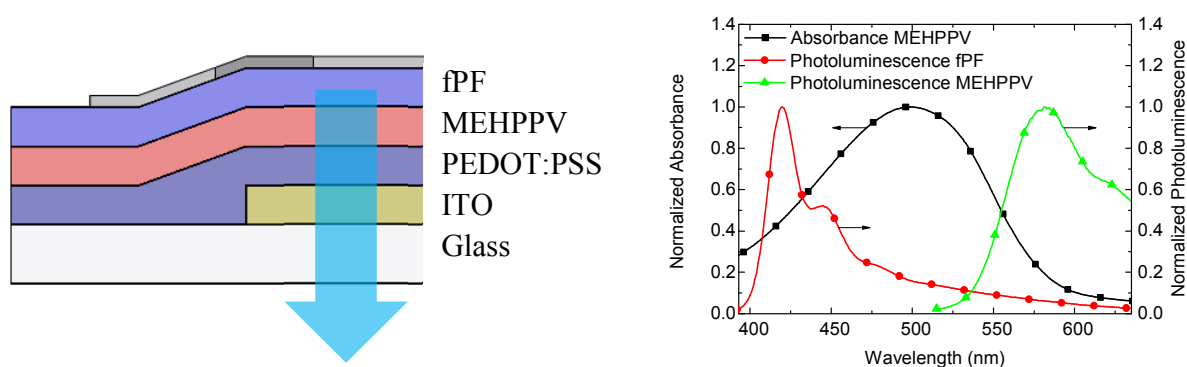 fPF
MEHPPV
PEDOT:PSS
ITO
Glass
Absorbance MEHPPV
Photoluminescence fPF
Photoluminescence MEHPPV
Normalized Absorbance
1.4
1.2
1.0
0.8
0.6
0.4
0.2
0.0
400 450 500 550 600
Wavelength (nm)
1.4
1.2
1.0
0.8
0.6
0.4
0.2
0.0
Normalized Photoluminescence